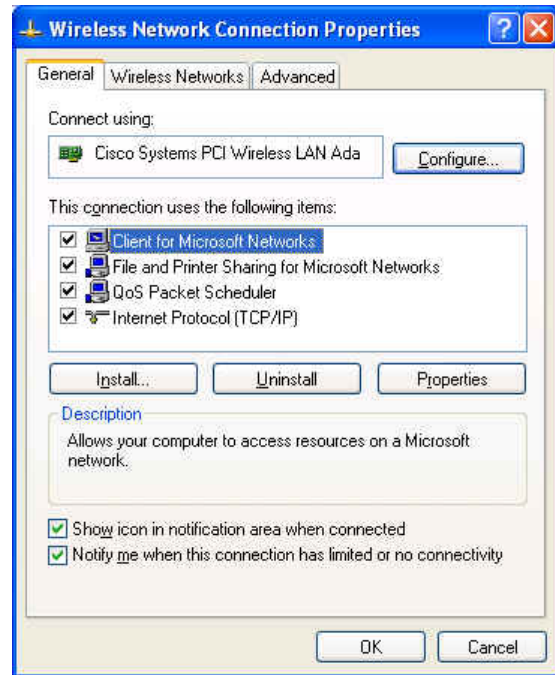 Wireless Network Connection Properties
General Wireless Networks Advanced
Connect using:
Cisco Systems PCI Wireless LAN Ada
Configure...
This connection uses the following items:
Client for Microsoft Networks
File and Printer Sharing for Microsoft Networks
QoS Packet Scheduler
Internet Protocol (TCP/IP)
Install... Uninstall Properties
Description
Allows your computer to access resources on a Microsoft
network.
Show icon in notification area when connected
Notify me when this connection has limited or no connectivity
OK Cancel